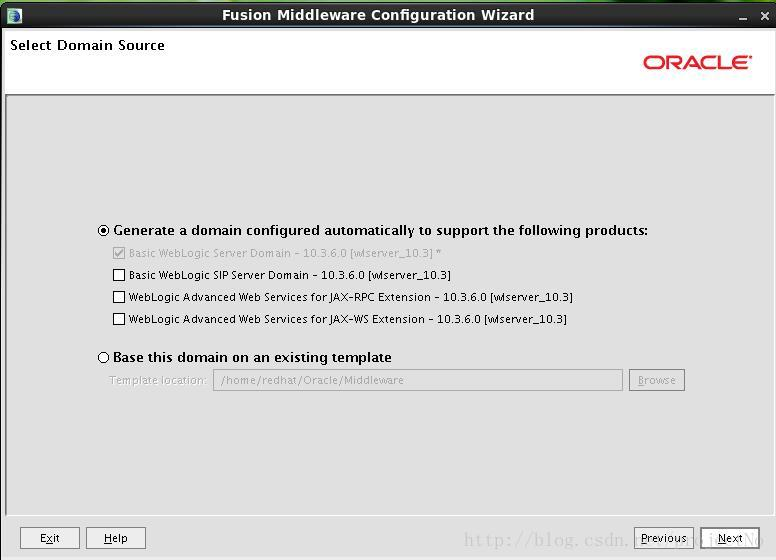 Fusion Middleware Configuration Wizard
Select Domain Source
ORACLE
Generate a domain configured automatically to support the following products:
Basic WebLogic Server Domain - 10.3.6.0 [wlserver_10.3] *
Basic WebLogic SIP Server Domain - 10.3.6.0 [wlserver_10.3]
WebLogic Advanced Web Services for JAX-RPC Extension - 10.3.6.0 [wlserver_10.3]
WebLogic Advanced Web Services for JAX-WS Extension - 10.3.6.0 [wlserver_10.3]
Base this domain on an existing template
Template location: /home/redhat/Oracle/Middleware Browse
Exit Help Previous Next